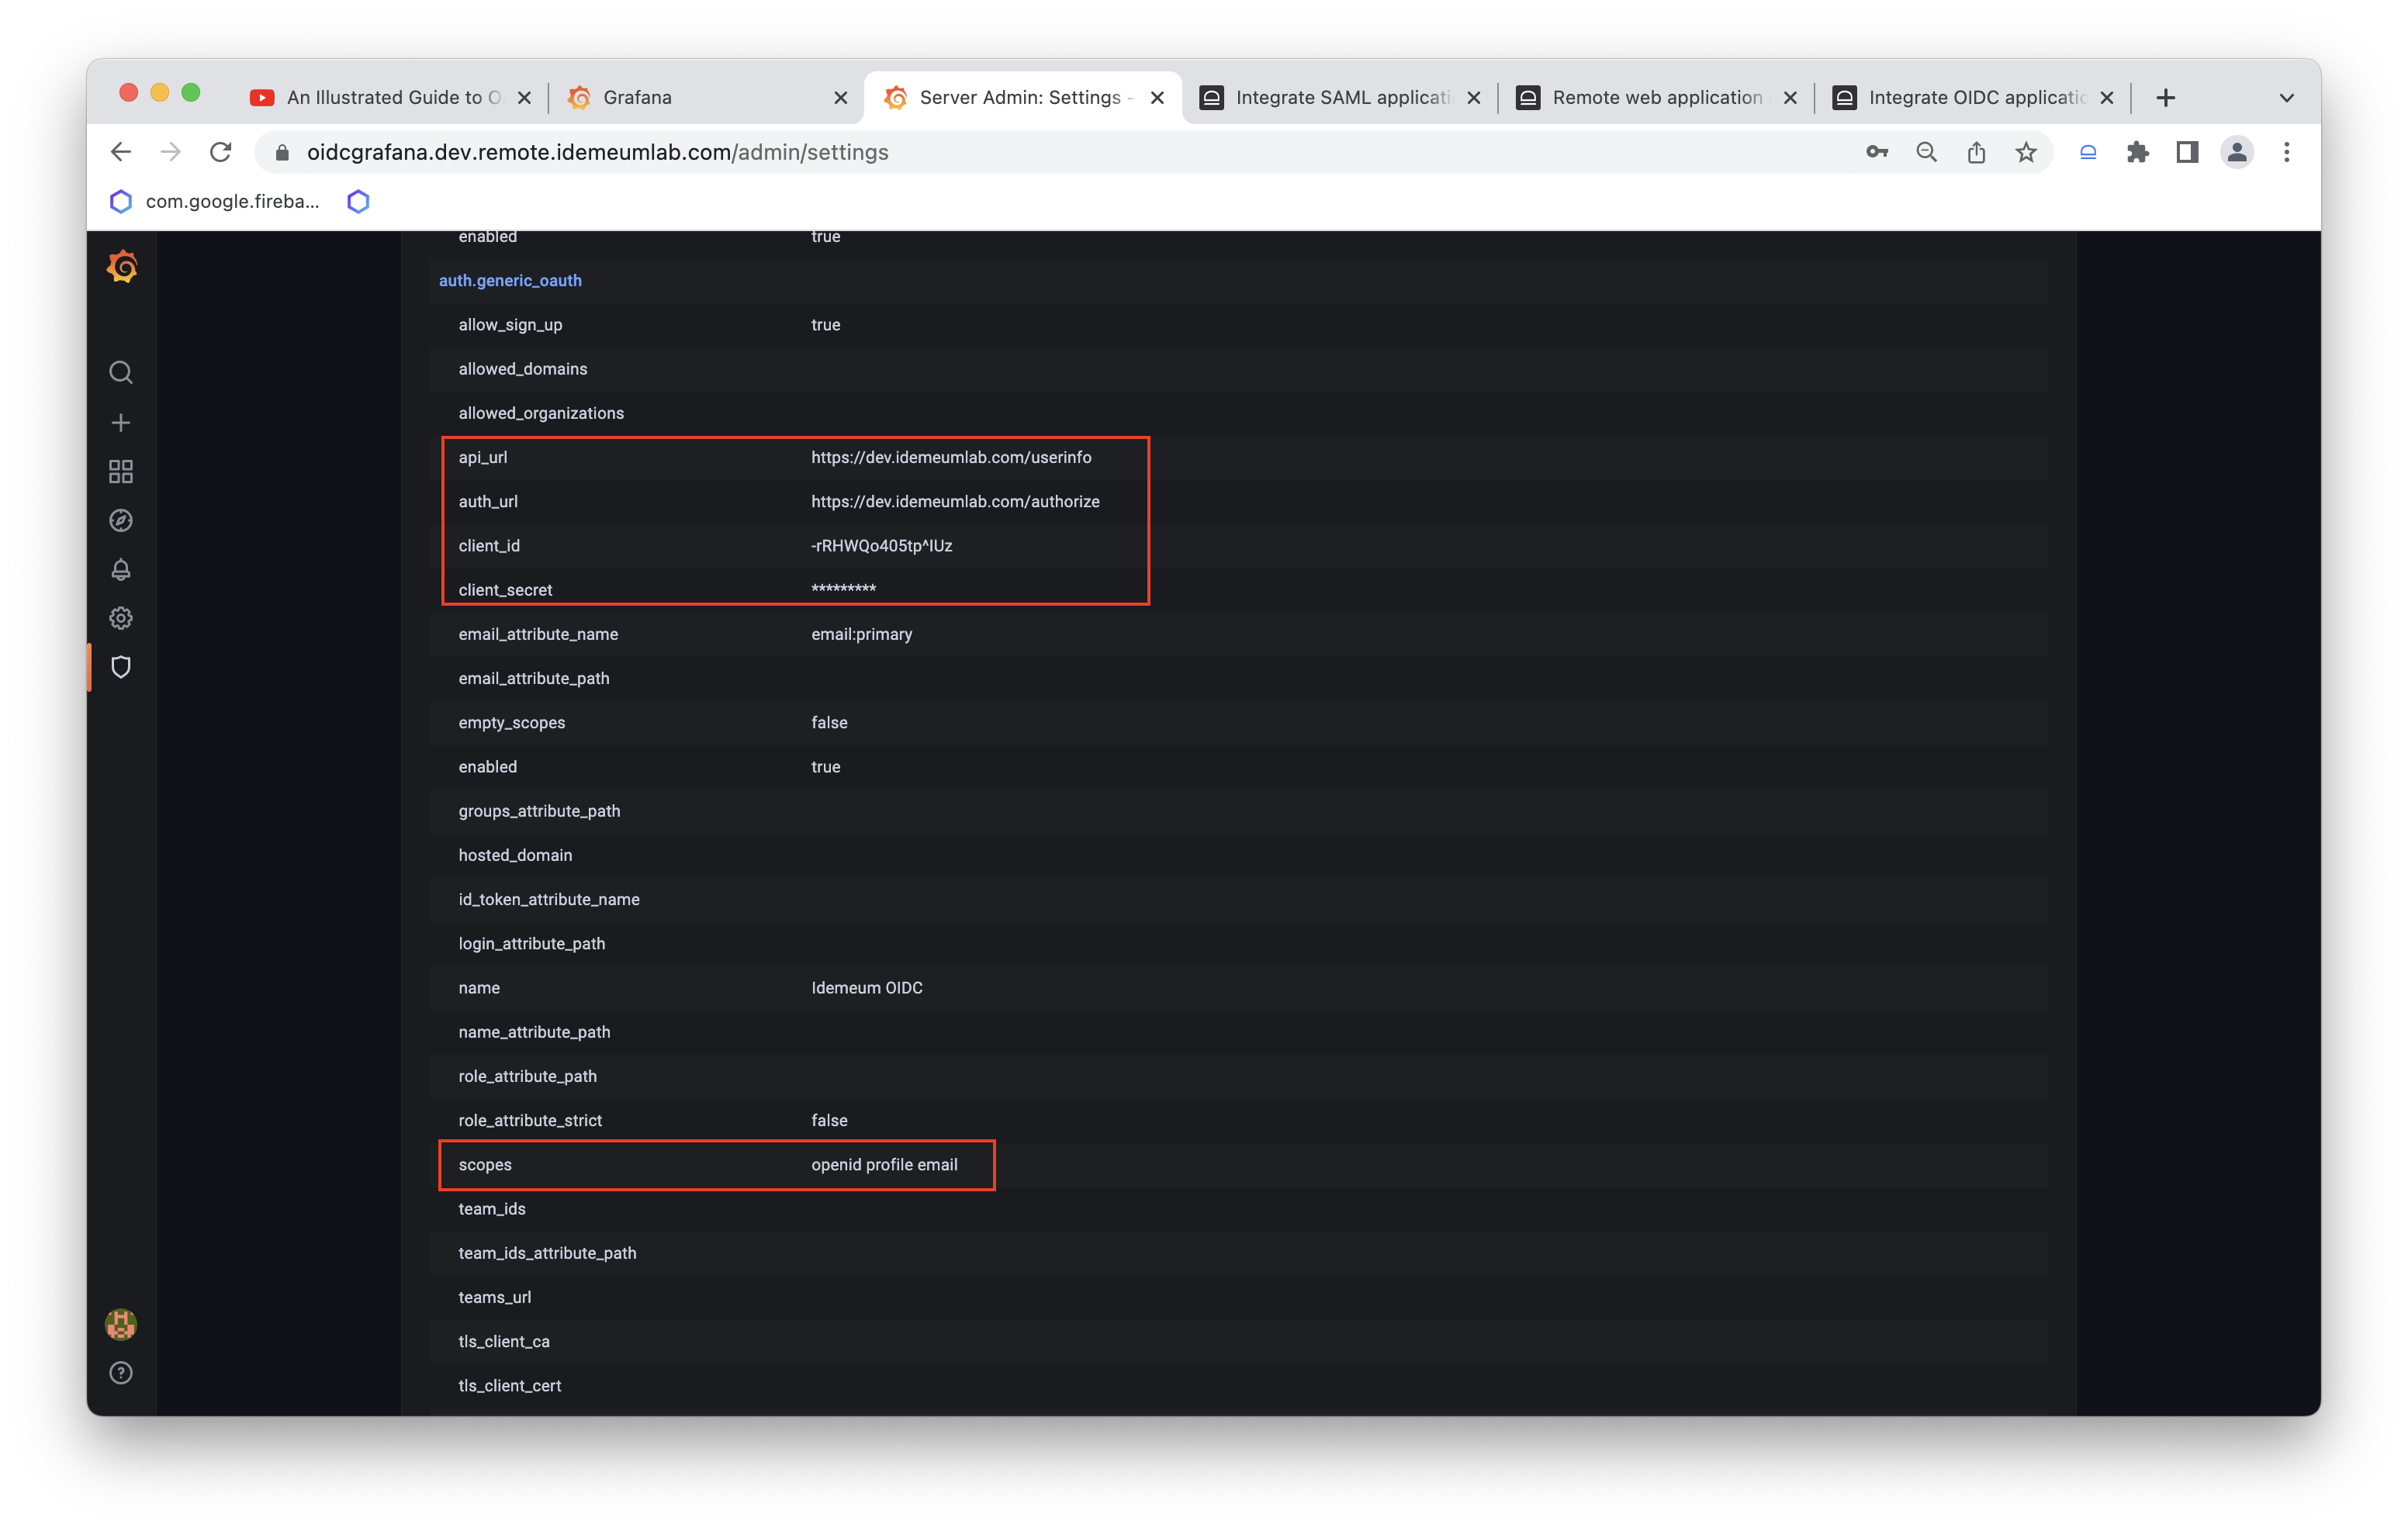 An Illustrated Guide to O
Grafana
Server Admin: Settings -
Integrate SAML applicati
Remote web application
Integrate OIDC applicatio
oidcgrafana.dev.remote.idemeumlab.com/admin/settings
com.google.fireba...
enabled true
auth.generic_oauth
allow_sign_up true
allowed_domains
allowed_organizations
api_url https://dev.idemeumlab.com/userinfo
auth_url https://dev.idemeumlab.com/authorize
client_id -rRHWQo405tp^IUz
client_secret *********
email_attribute_name email:primary
email_attribute_path
empty_scopes false
enabled true
groups_attribute_path
hosted_domain
id_token_attribute_name
login_attribute_path
name Idemeum OIDC
name_attribute_path
role_attribute_path
role_attribute_strict false
scopes openid profile email
team_ids
team_ids_attribute_path
teams_url
tls_client_ca
tls_client_cert